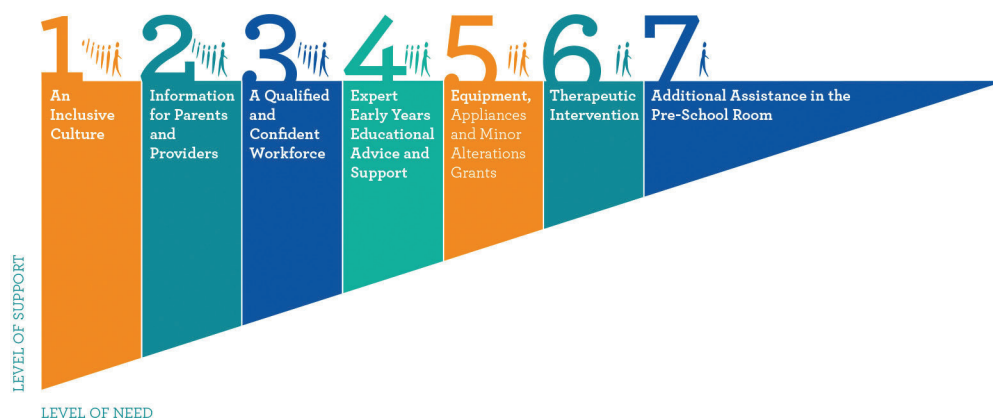 1
An
Inclusive
Culture
2
Information
for Parents
and
Providers
3
A Qualified
and
Confident
Workforce
4
Expert
Early Years
Educational
Advice and
Support
5
Equipment,
Appliances
and Minor
Alterations
Grants
6
Therapeutic
Intervention
7
Additional Assistance in the
Pre-School Room
LEVEL OF SUPPORT
LEVEL OF NEED